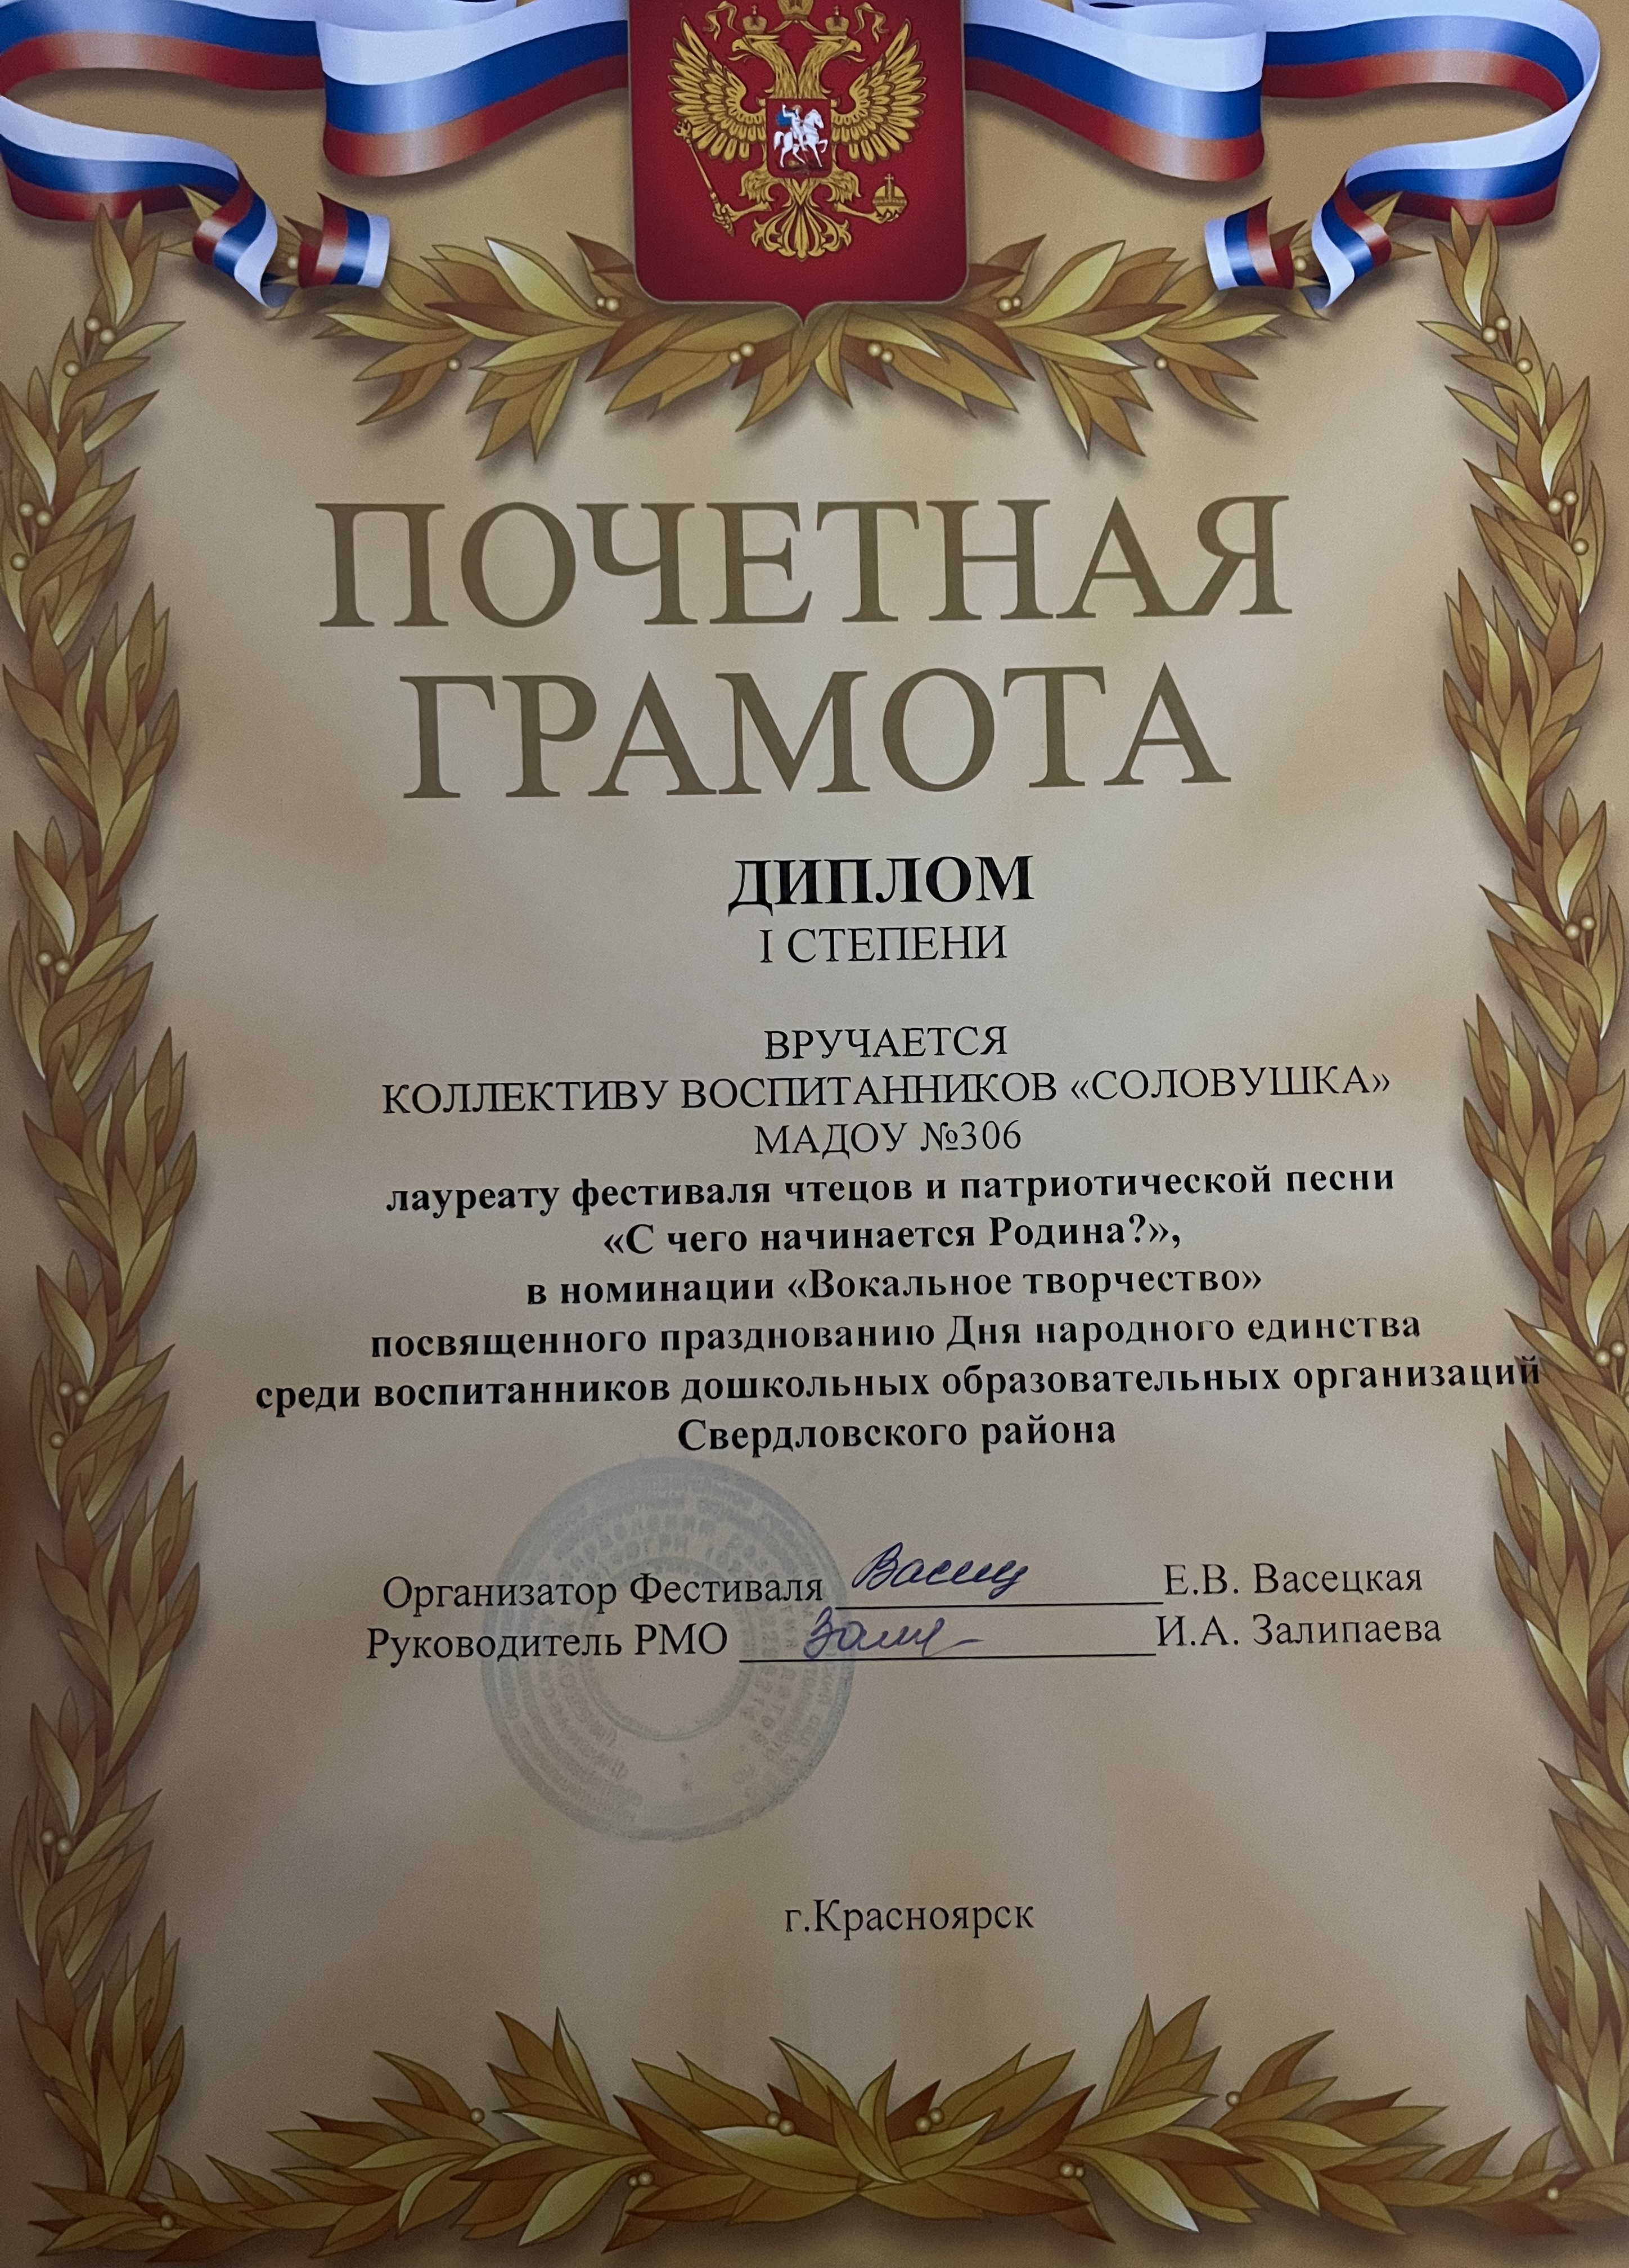 ПОЧЕТНАЯ
ГРАМОТА
ДИПЛОМ
I СТЕПЕНИ
ВРУЧАЕТСЯ
КОЛЛЕКТИВУ ВОСПИТАННИКОВ «СОЛОВУШКА»
МАДОУ №306
лауреату фестиваля чтецов и патриотической песни
«С чего начинается Родина?»,
в номинации «Вокальное творчество»
посвященного празднованию Дня народного единства
среди воспитанников дошкольных образовательных организаций
Свердловского района
Организатор Фестиваля Е.В. Васецкая
Руководитель РМО И.А. Залипаева
г.Красноярск